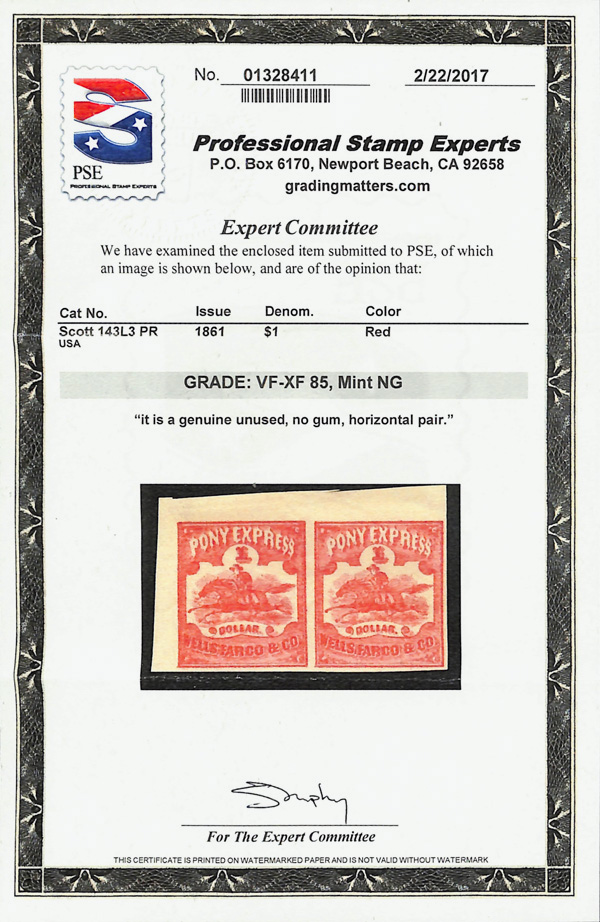 No. 01328411 2/22/2017
PSE
PROFESSIONAL STAMP EXPERTS
Professional Stamp Experts
P.O. Box 6170, Newport Beach, CA 92658
gradingmatters.com
Expert Committee
We have examined the enclosed item submitted to PSE, of which
an image is shown below, and are of the opinion that:
Cat No. Issue Denom. Color
Scott 143L3 PR 1861 $1 Red
USA
GRADE: VF-XF 85, Mint NG
“it is a genuine unused, no gum, horizontal pair.”
PONY EXPRESS
1
DOLLAR.
WELLS, FARGO & CO.
PONY EXPRESS
1
DOLLAR.
WELLS, FARGO & CO.
For The Expert Committee
THIS CERTIFICATE IS PRINTED ON WATERMARKED PAPER AND IS NOT VALID WITHOUT WATERMARK